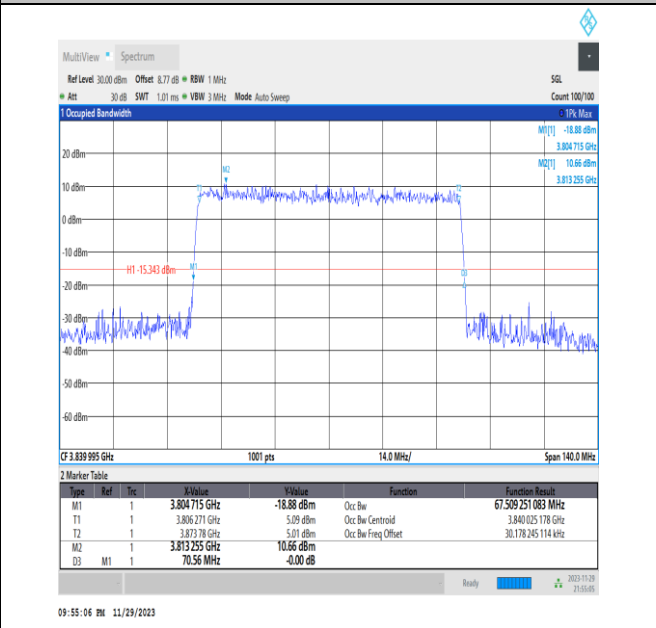 MultiView Spectrum
Ref Level 30.00 dBm Offset 8.77 dB RBW 1 MHz SGL
Att 30 dB SWT 1.01 ms VBW 3 MHz Mode Auto Sweep Count 100/100
1 Occupied Bandwidth 1Pk Max
M1[1] -18.88 dBm
3.804 715 GHz
M2[1] 10.66 dBm
3.813 255 GHz
20 dBm
M2
10 dBm
T1 T2
0 dBm
-10 dBm
H1 -15.343 dBm M1
D3
-20 dBm
-30 dBm
-40 dBm
-50 dBm
-60 dBm
CF 3.839 995 GHz 1001 pts 14.0 MHz/ Span 140.0 MHz
2 Marker Table
Type Ref Trc X-Value Y-Value Function Function Result
M1 1 3.804 715 GHz -18.88 dBm Occ Bw 67.509 251 083 MHz
T1 1 3.806 271 GHz 5.09 dBm Occ Bw Centroid 3.840 025 178 GHz
T2 1 3.873 78 GHz 5.01 dBm Occ Bw Freq Offset 30.178 245 114 kHz
M2 1 3.813 255 GHz 10.66 dBm
D3 M1 1 70.56 MHz -0.00 dB
Ready 2023-11-29
21:55:05
09:55:06 PM 11/29/2023